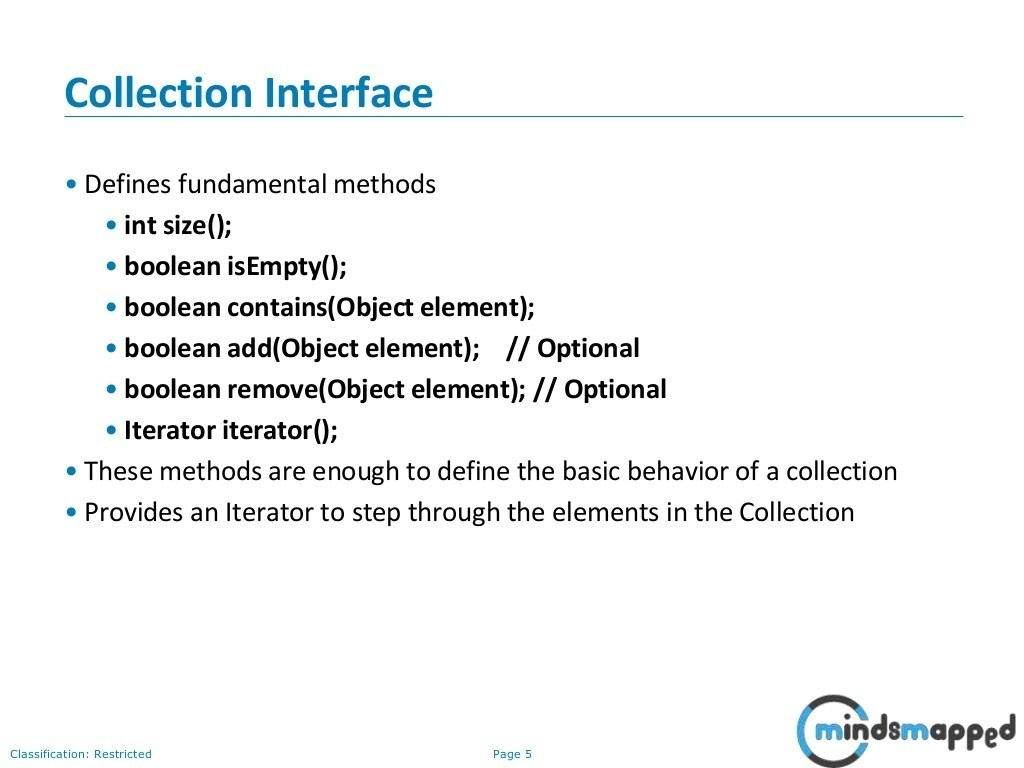 Collection Interface
• Defines fundamental methods
• int size();
• boolean isEmpty();
• boolean contains(Object element);
• boolean add(Object element);    // Optional
• boolean remove(Object element); // Optional
• Iterator iterator();
• These methods are enough to define the basic behavior of a collection
• Provides an Iterator to step through the elements in the Collection
Classification: Restricted
Page 5
mindsmapped